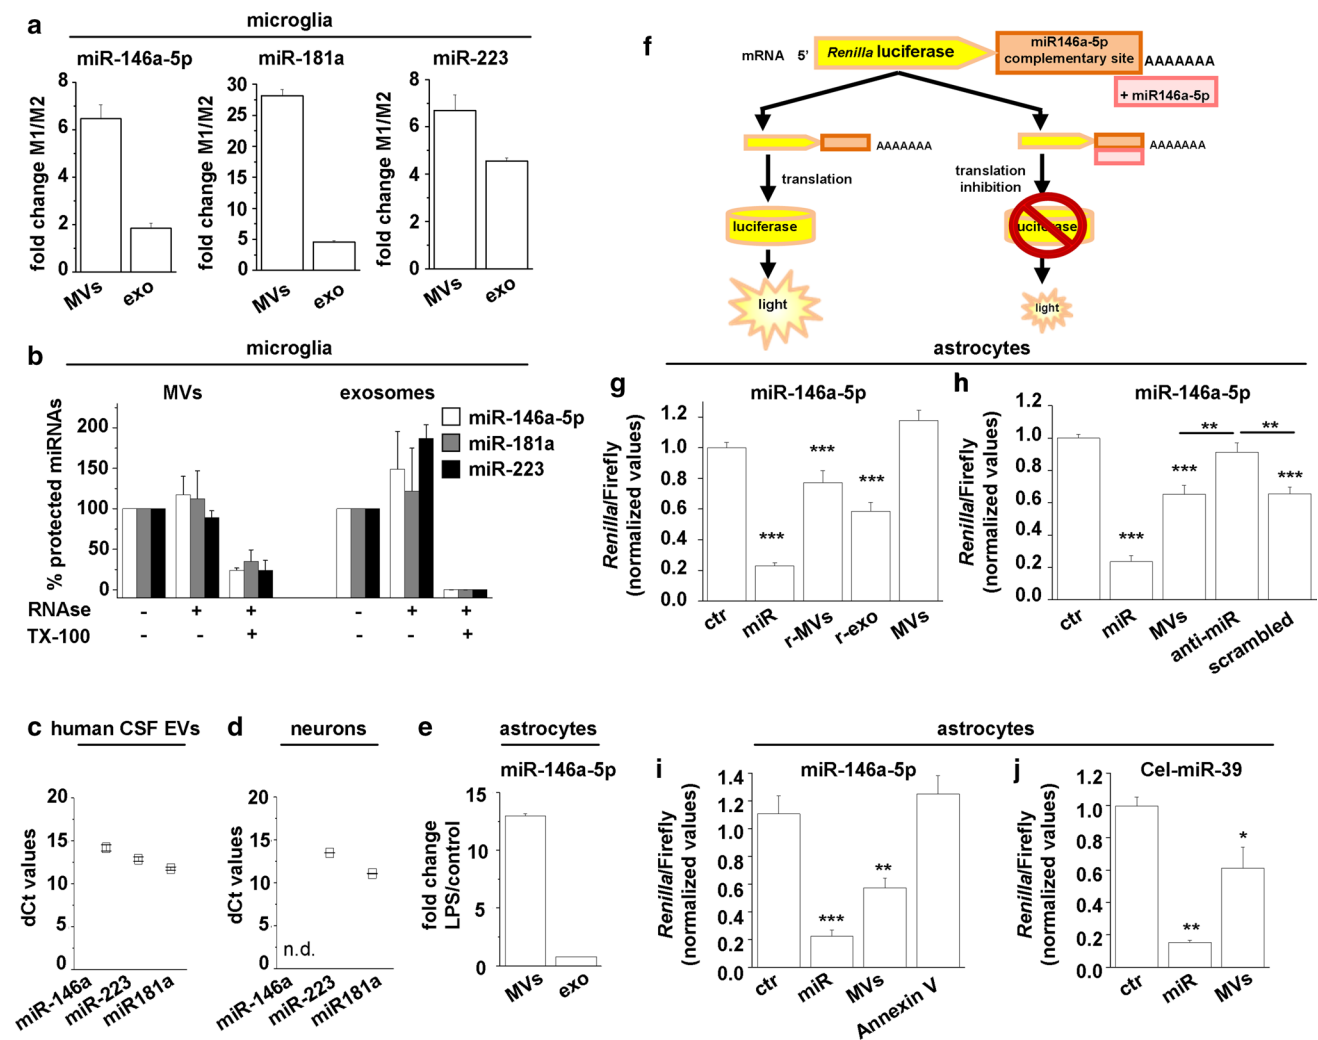 a
microglia
miR-146a-5p
fold change M1/M2
8
6
4
2
0
MVs
exo
miR-181a
fold change M1/M2
30
25
20
15
10
5
0
MVs
exo
miR-223
fold change M1/M2
8
6
4
2
0
MVs
exo
b
microglia
MVs
exosomes
% protected miRNAs
200
150
100
50
0
miR-146a-5p
miR-181a
miR-223
RNAse - + + - + +
TX-100 - - + - - +
c
human CSF EVs
dCt values
20
15
10
5
0
miR-146a
miR-223
miR181a
d
neurons
dCt values
20
15
10
5
0
n.d.
miR-146a
miR-223
miR181a
e
astrocytes
miR-146a-5p
fold change
LPS/control
15
10
5
0
MVs
exo
f
mRNA 5' Renilla luciferase
miR146a-5p
complementary site
AAAAAAA
+ miR146a-5p
AAAAAAA
AAAAAAA
translation
translation
inhibition
luciferase
luciferase
light
light
astrocytes
g
miR-146a-5p
Renilla/Firefly
(normalized values)
1.2
1.0
0.8
0.6
0.4
0.2
0.0
***
***
***
ctr
miR
r-MVs
r-exo
MVs
h
miR-146a-5p
Renilla/Firefly
(normalized values)
1.2
1.0
0.8
0.6
0.4
0.2
0.0
***
***
**
**
***
ctr
miR
MVs
anti-miR
scrambled
astrocytes
i
miR-146a-5p
Renilla/Firefly
(normalized values)
1.4
1.2
1.0
0.8
0.6
0.4
0.2
0.0
***
**
ctr
miR
MVs
Annexin V
j
Cel-miR-39
Renilla/Firefly
(normalized values)
1.2
1.0
0.8
0.6
0.4
0.2
0.0
**
*
ctr
miR
MVs